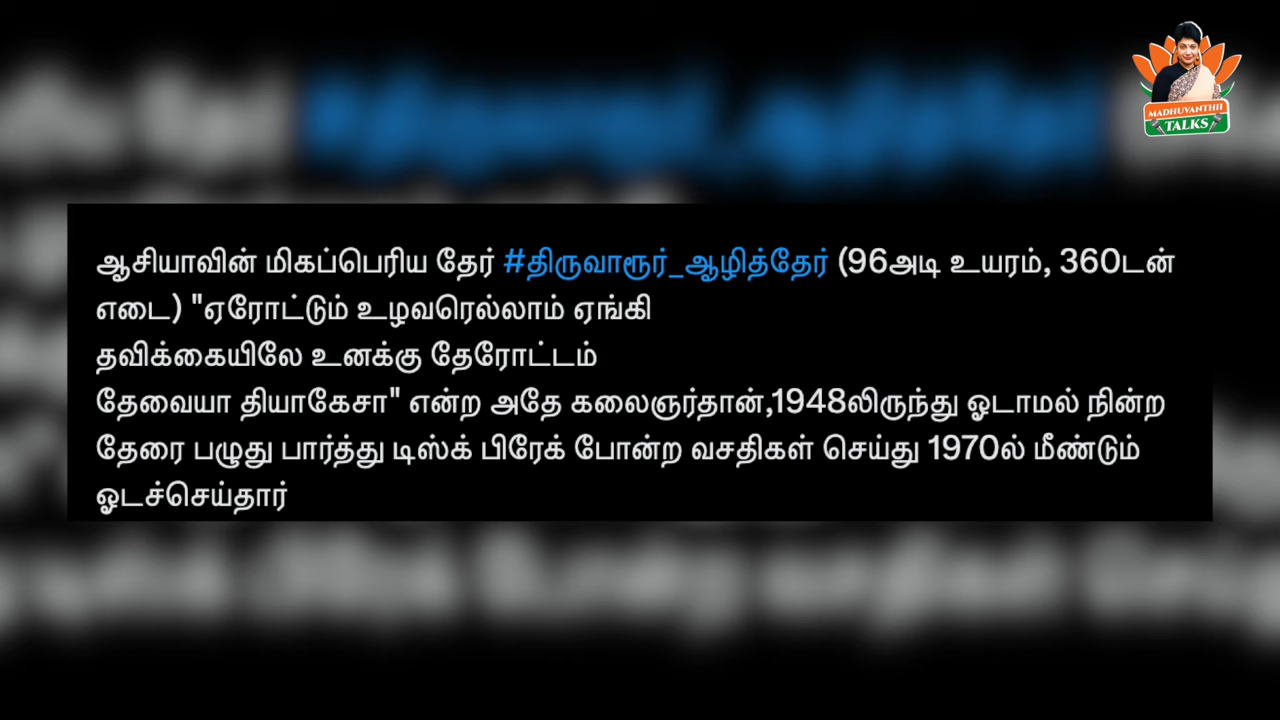 MADHUVANTHII
TALKS
ஆசியாவின் மிகப்பெரிய தேர் #திருவாரூர்_ஆழித்தேர் (96அடி உயரம், 360டன்
எடை) "ஏரோட்டும் உழவரெல்லாம் ஏங்கி
தவிக்கையிலே உனக்கு தேரோட்டம்
தேவையா தியாகேசா" என்ற அதே கலைஞர்தான்,1948லிருந்து ஓடாமல் நின்ற
தேரை பழுது பார்த்து டிஸ்க் பிரேக் போன்ற வசதிகள் செய்து 1970ல் மீண்டும்
ஓடச்செய்தார்